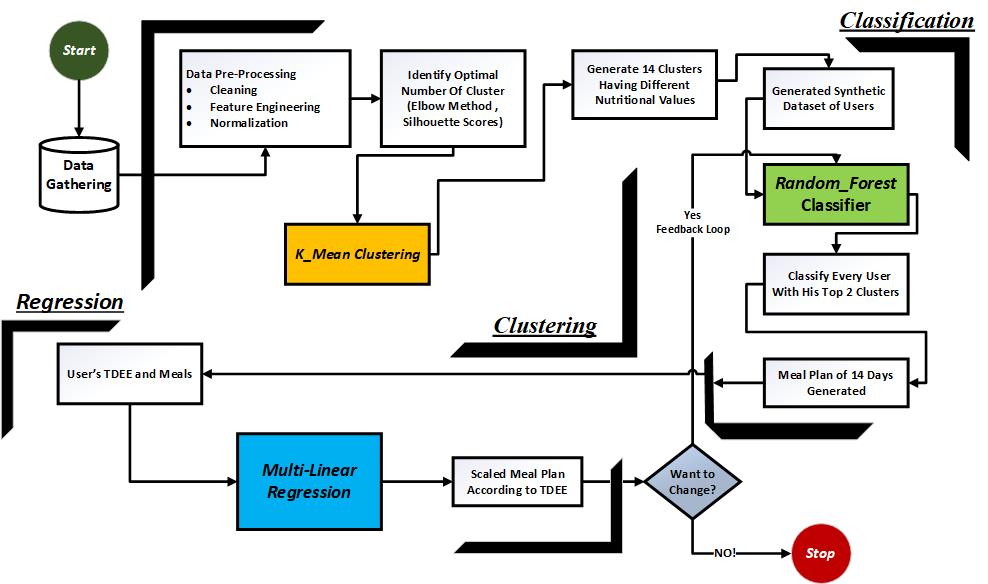 Start
Data
Gathering
Data Pre-Processing
• Cleaning
• Feature Engineering
• Normalization
Identify Optimal
Number Of Cluster
(Elbow Method ,
Silhouette Scores)
K_Mean Clustering
Clustering
Generate 14 Clusters
Having Different
Nutritional Values
Classification
Generated Synthetic
Dataset of Users
Random_Forest
Classifier
Classify Every User
With His Top 2 Clusters
Meal Plan of 14 Days
Generated
Regression
User's TDEE and Meals
Multi-Linear
Regression
Scaled Meal Plan
According to TDEE
Want to
Change?
Yes
Feedback Loop
NO!
Stop